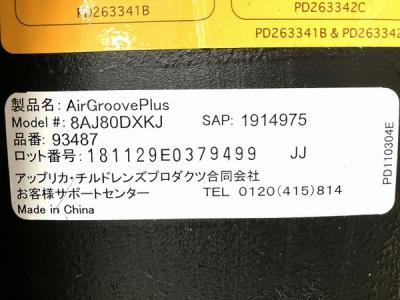 PD263341B
PD263342C
PD263341B & PD263342
製品名: AirGroovePlus
Model #: 8AJ80DXKJ SAP: 1914975
品番: 93487
ロット番号: 181129E0379499 JJ
アップリカ・チルドレンズプロダクツ合同会社
お客様サポートセンター TEL 0120(415)814
Made in China
PD110304E